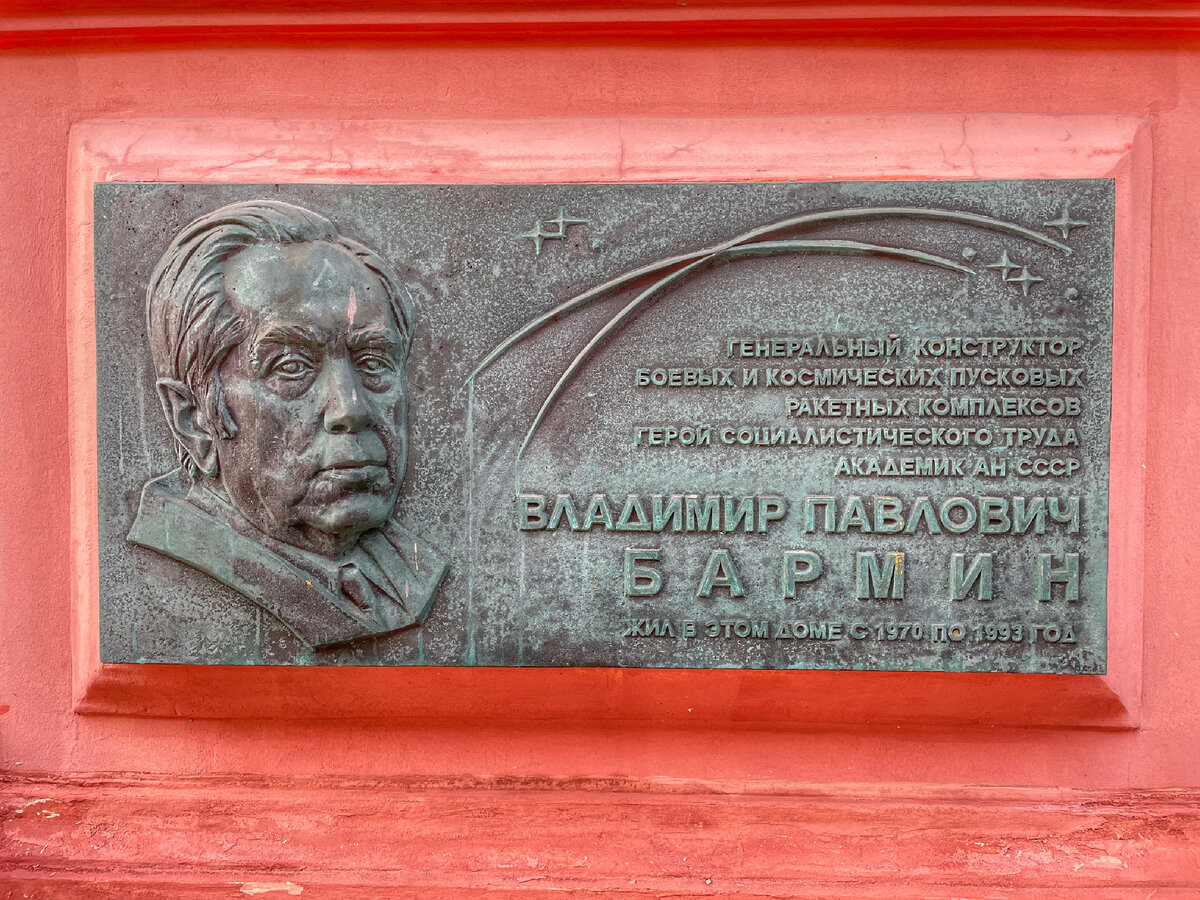 ГЕНЕРАЛЬНЫЙ КОНСТРУКТОР
БОЕВЫХ И КОСМИЧЕСКИХ ПУСКОВЫХ
РАКЕТНЫХ КОМПЛЕКСОВ
ГЕРОЙ СОЦИАЛИСТИЧЕСКОГО ТРУДА
АКАДЕМИК АН СССР
ВЛАДИМИР ПАВЛОВИЧ
БАРМИН
ЖИЛ В ЭТОМ ДОМЕ С 1970 ПО 1993 ГОД